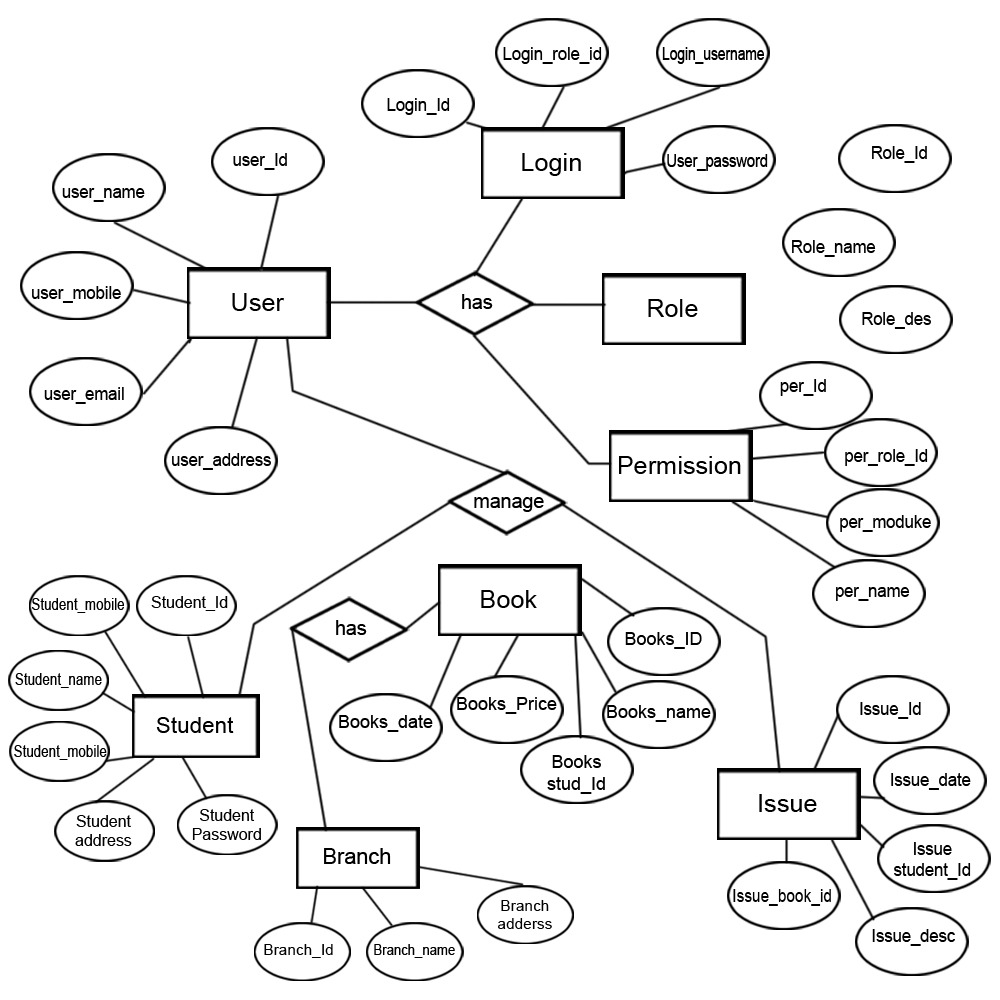 Login_role_id
Login_username
Login_Id
Login
User_password
Role_Id
user_Id
user_name
Role_name
user_mobile
User
has
Role
Role_des
user_email
per_Id
user_address
Permission
per_role_Id
manage
per_moduke
per_name
Student_mobile
Student_Id
has
Book
Books_ID
Student_name
Student
Student_mobile
Books_date
Books_Price
Books_name
Books
stud_Id
Issue_Id
Issue_date
Issue
Student
address
Student
Password
Issue
student_Id
Branch
Issue_book_id
Branch
aderss
Issue_desc
Branch_Id
Branch_name